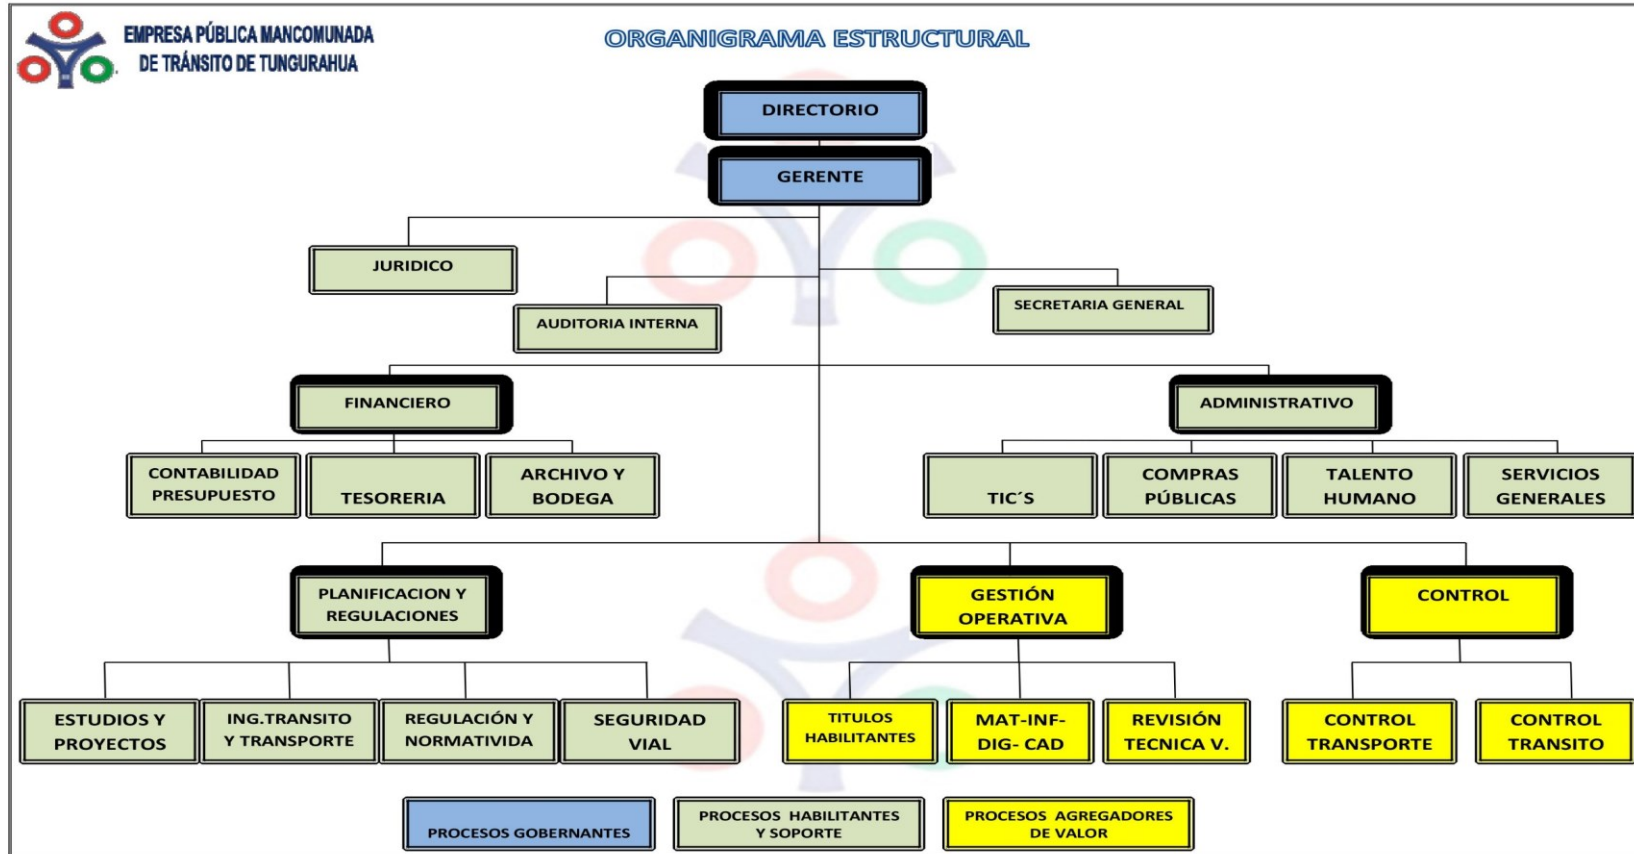 EMPRESA PÚBLICA MANCOMUNADA
DE TRÁNSITO DE TUNGURAHUA
ORGANIGRAMA ESTRUCTURAL
DIRECTORIO
GERENTE
JURIDICO
AUDITORIA INTERNA
SECRETARIA GENERAL
FINANCIERO
ADMINISTRATIVO
CONTABILIDAD
PRESUPUESTO
TESORERIA
ARCHIVO Y
BODEGA
TIC´S
COMPRAS
PÚBLICAS
TALENTO
HUMANO
SERVICIOS
GENERALES
PLANIFICACION Y
REGULACIONES
GESTIÓN
OPERATIVA
CONTROL
ESTUDIOS Y
PROYECTOS
ING.TRANSITO
Y TRANSPORTE
REGULACIÓN Y
NORMATIVIDA
SEGURIDAD
VIAL
TITULOS
HABILITANTES
MAT-INF-
DIG- CAD
REVISIÓN
TECNICA V.
CONTROL
TRANSPORTE
CONTROL
TRANSITO
PROCESOS GOBERNANTES
PROCESOS HABILITANTES
Y SOPORTE
PROCESOS AGREGADORES
DE VALOR